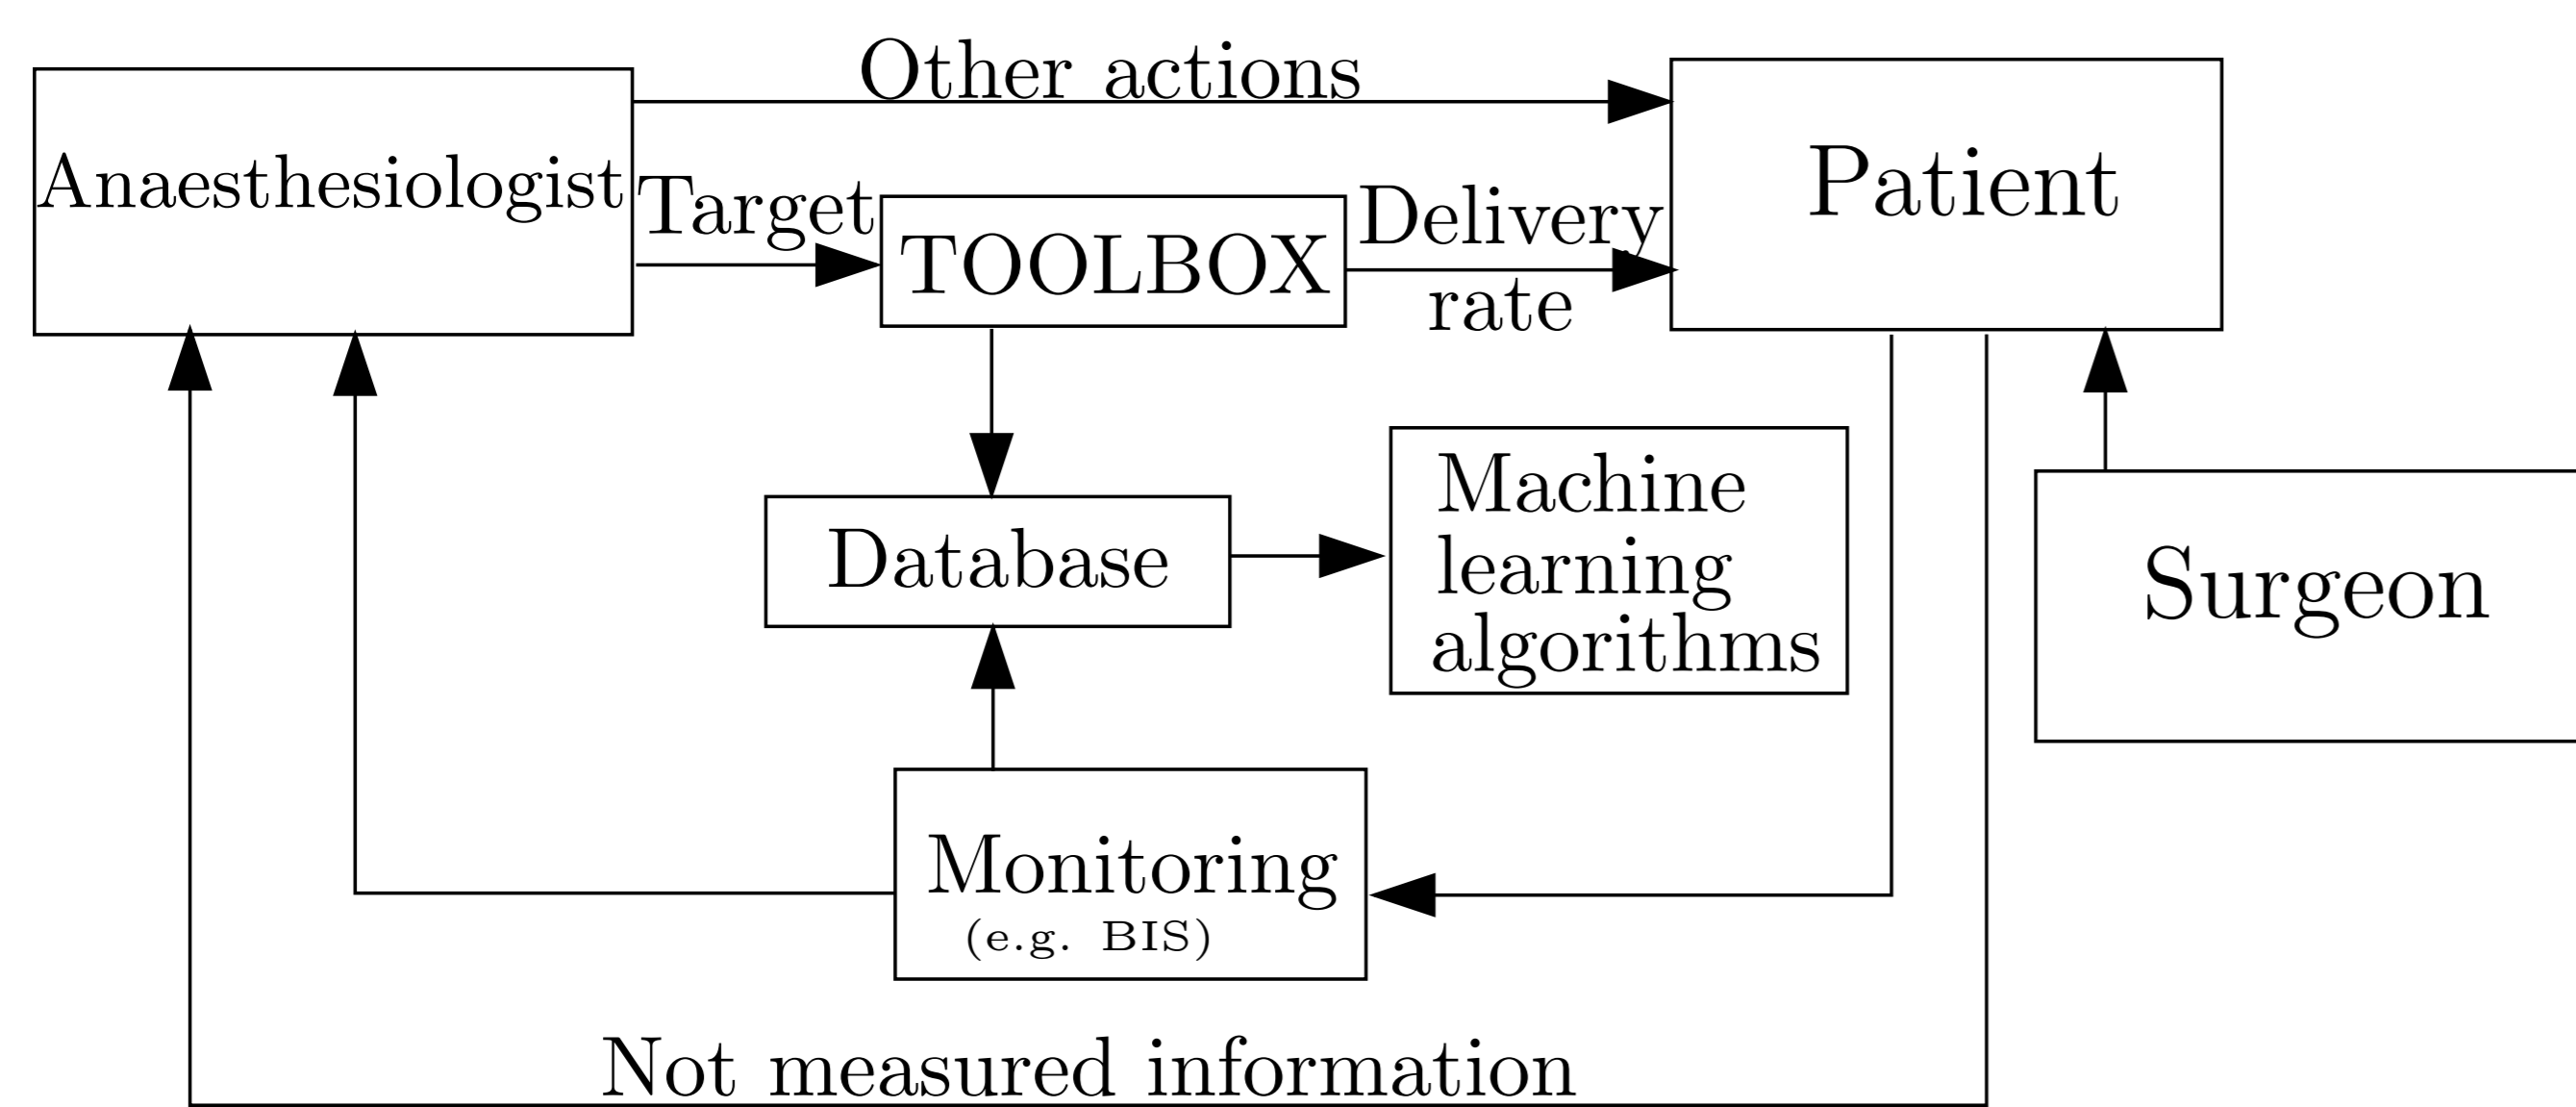 Other actions
Anaesthesiologist
Target
TOOLBOX
Delivery
rate
Patient
Database
Machine
learning
algorithms
Surgeon
Monitoring
(e.g. BIS)
Not measured information